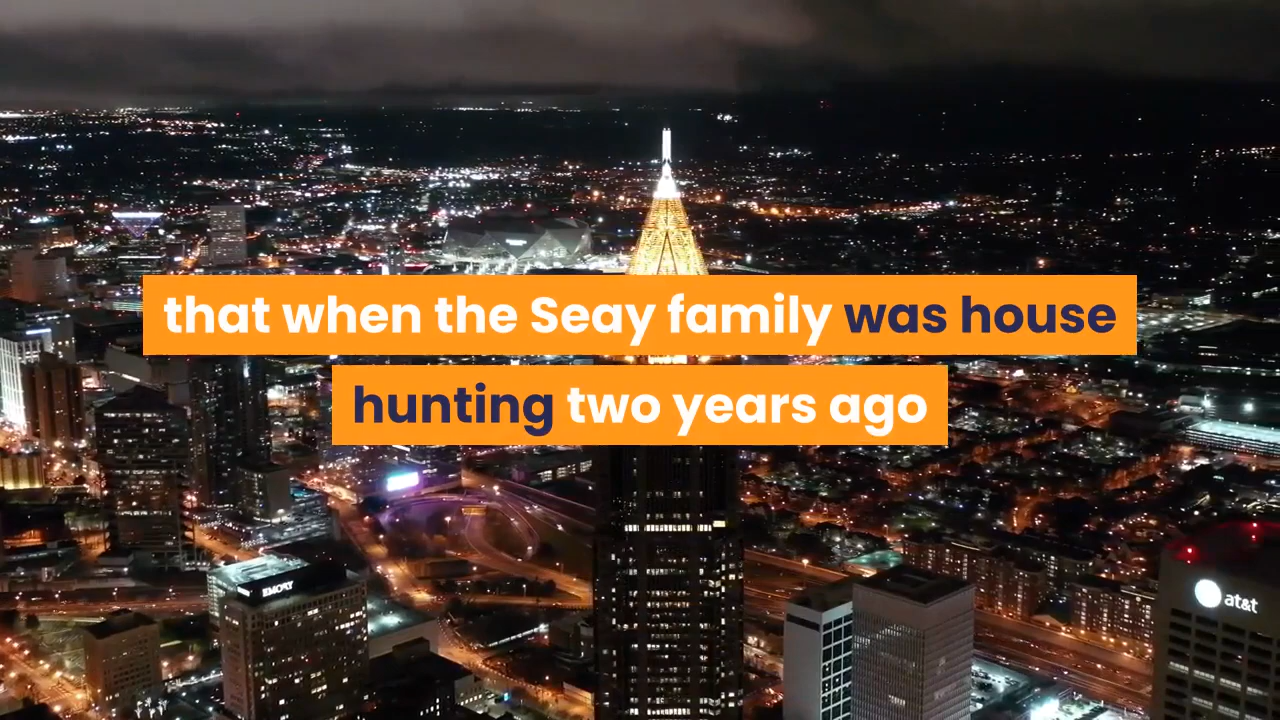 that when the Seay family was house
hunting two years ago
EMORY
at&t